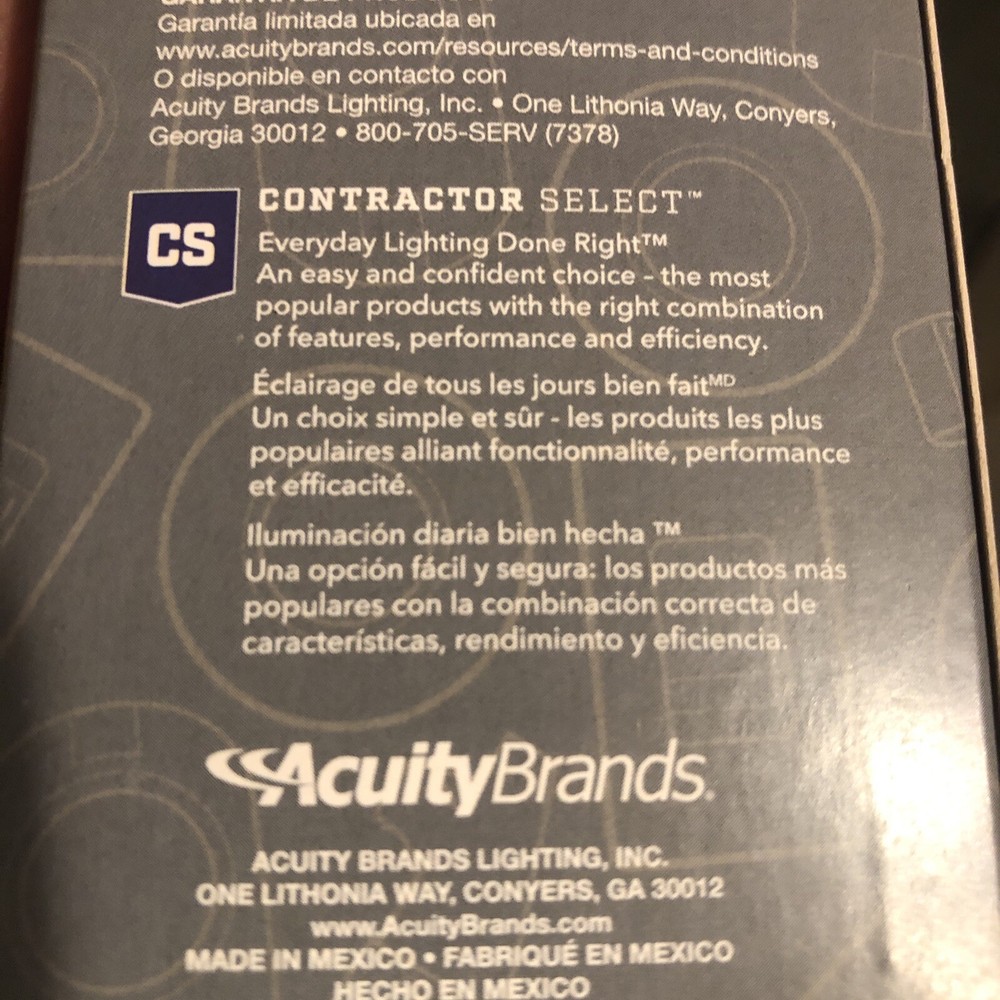 Garantía limitada ubicada en
www.acuitybrands.com/resources/terms-and-conditions
O disponible en contacto con
Acuity Brands Lighting, Inc. • One Lithonia Way, Conyers,
Georgia 30012 • 800-705-SERV (7378)
CS
CONTRACTOR SELECT™
Everyday Lighting Done Right™
An easy and confident choice - the most
popular products with the right combination
of features, performance and efficiency.
Éclairage de tous les jours bien faitMD
Un choix simple et sûr - les produits les plus
populaires alliant fonctionnalité, performance
et efficacité.
Iluminación diaria bien hecha ™
Una opción fácil y segura: los productos más
populares con la combinación correcta de
características, rendimiento y eficiencia.
AcuityBrands.
ACUITY BRANDS LIGHTING, INC.
ONE LITHONIA WAY, CONYERS, GA 30012
www.AcuityBrands.com
MADE IN MEXICO • FABRIQUÉ EN MEXICO
HECHO EN MEXICO